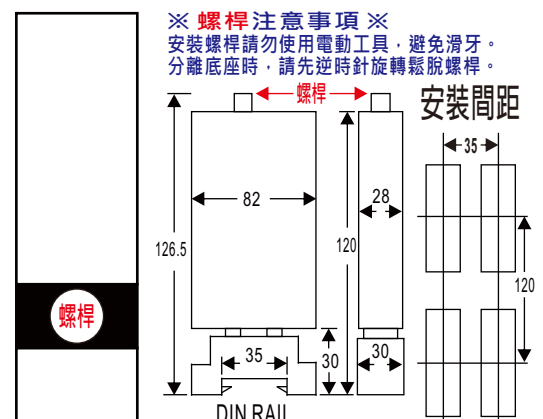 ※ 螺桿注意事項 ※
安裝螺桿請勿使用電動工具，避免滑牙。
分離底座時，請先逆時針旋轉鬆脫螺桿。
螺桿
安裝間距
35
82
28
126.5
120
120
螺桿
35
30
30
DIN RAIL